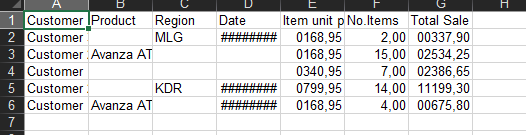 A B C D E F G H
1 Customer Product Region Date Item unit p No.Items Total Sale
2 Customer MLG ######## 0168,95 2,00 00337,90
3 Customer Avanza AT 0168,95 15,00 02534,25
4 Customer 0340,95 7,00 02386,65
5 Customer KDR ######## 0799,95 14,00 11199,30
6 Customer Avanza AT ######## 0168,95 4,00 00675,80
7